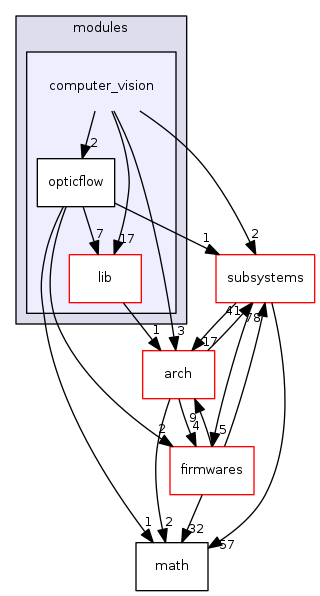 modules
computer_vision
2
opticflow
7
17
1
2
lib
subsystems
1
3
17
41
arch
78
9
4
2
5
firmwares
1
2
32
57
math